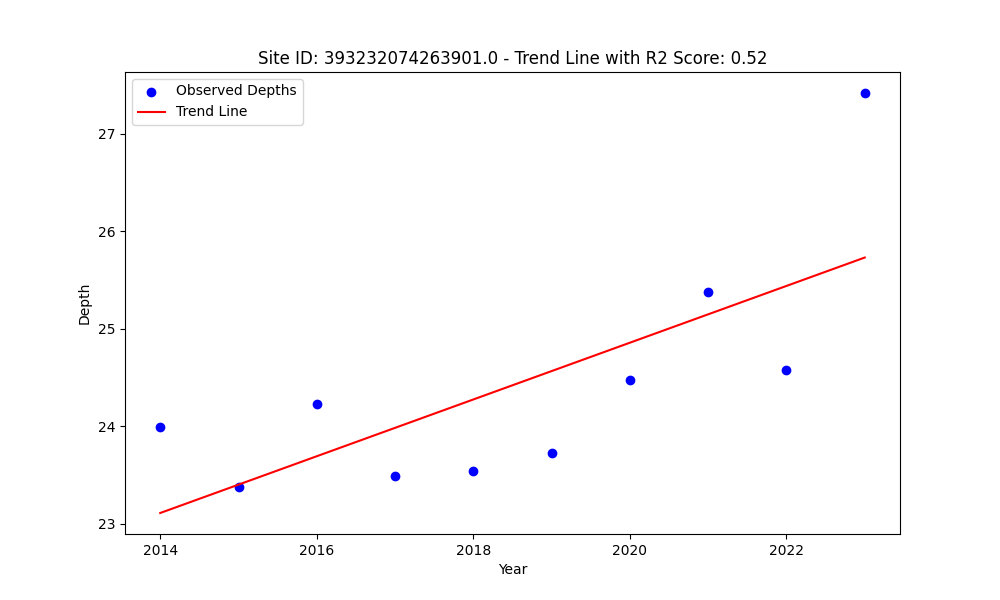 Site ID: 393232074263901.0 - Trend Line with R2 Score: 0.52
Observed Depths
Trend Line
27
26
25
24
23
Depth
2014
2016
2018
2020
2022
Year